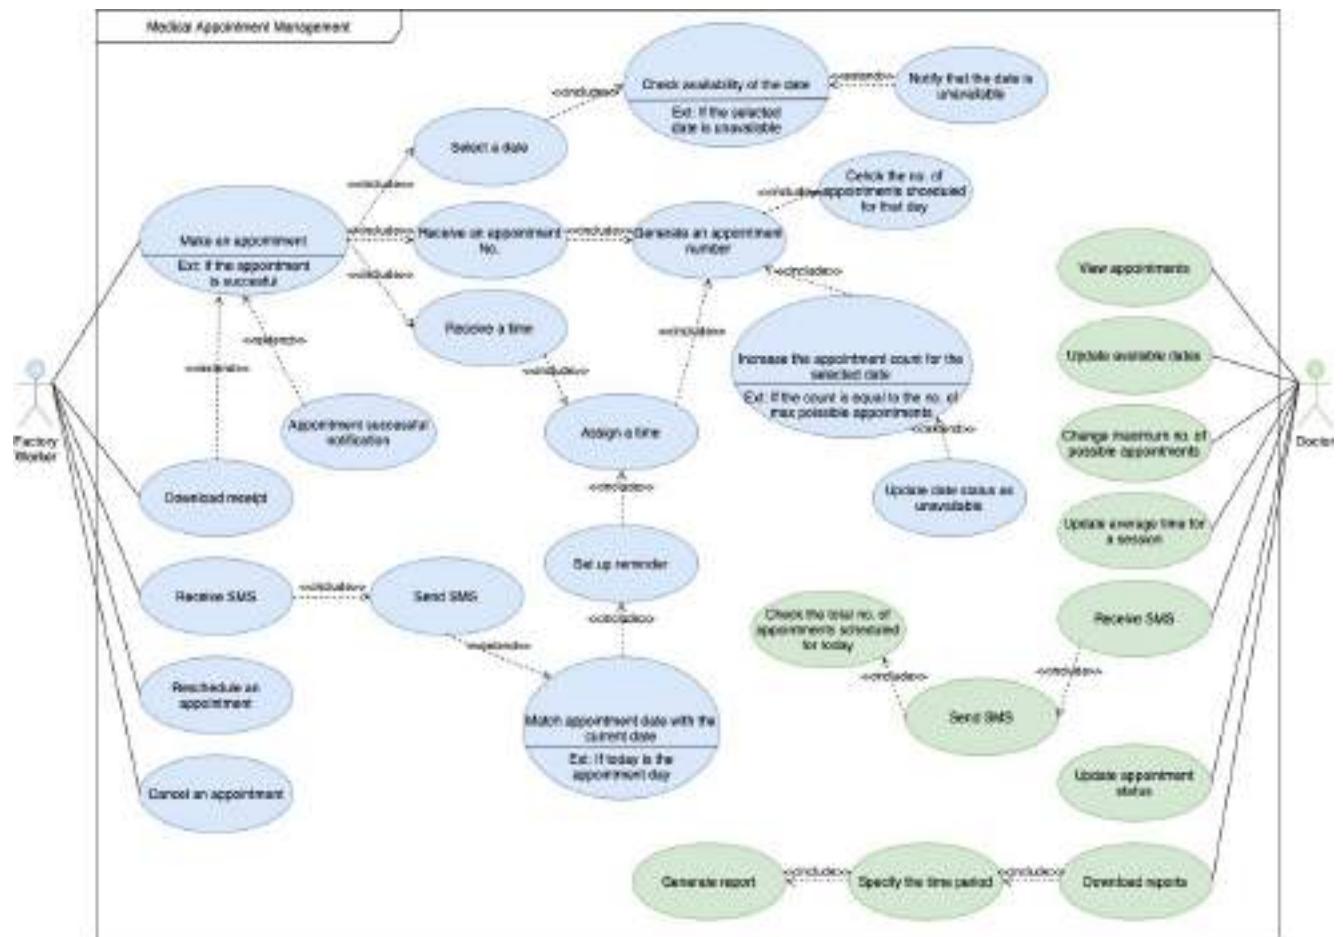 Medical Appointment Management
Check availability of the date
Ext: If the selected
date is unavailable
<<extend>>
Notify that the date is
unavailable
<<include>>
Select a date
<<include>>
Make an appointment
Ext: If the appointment
is succesful
<<include>>
Receive an appointment
No.
<<include>>
Generate an appointment
number
<<include>>
appointments
for that day
<<include>>
Receive a time
<<include>>
<<include>>
<<include>>
Increase the appointment count for the
selected date
Ext: If the count is equal to the no. of
max possible appointments
<<extend>>
Update date status as
unavailable
<<extend>>
<<extend>>
Appointment successful
notification
Assign a time
<<include>>
Factory
Worker
Download receipt
Set up reminder
<<include>>
Receive SMS
<<include>>
Send SMS
<<extend>>
Match appointment date with the
current date
Ext: If today is the
appointment day
Reschedule an
appointment
Cancel an appointment
View appointments
Update available dates
Doctor
Change maximum no. of
possible appointments
Update average time for
a session
Receive SMS
<<include>>
Send SMS
<<include>>
Check the total no. of
appointments scheduled
for today
Update appointment
status
Download reports
<<include>>
Specify the time period
<<include>>
Generate report